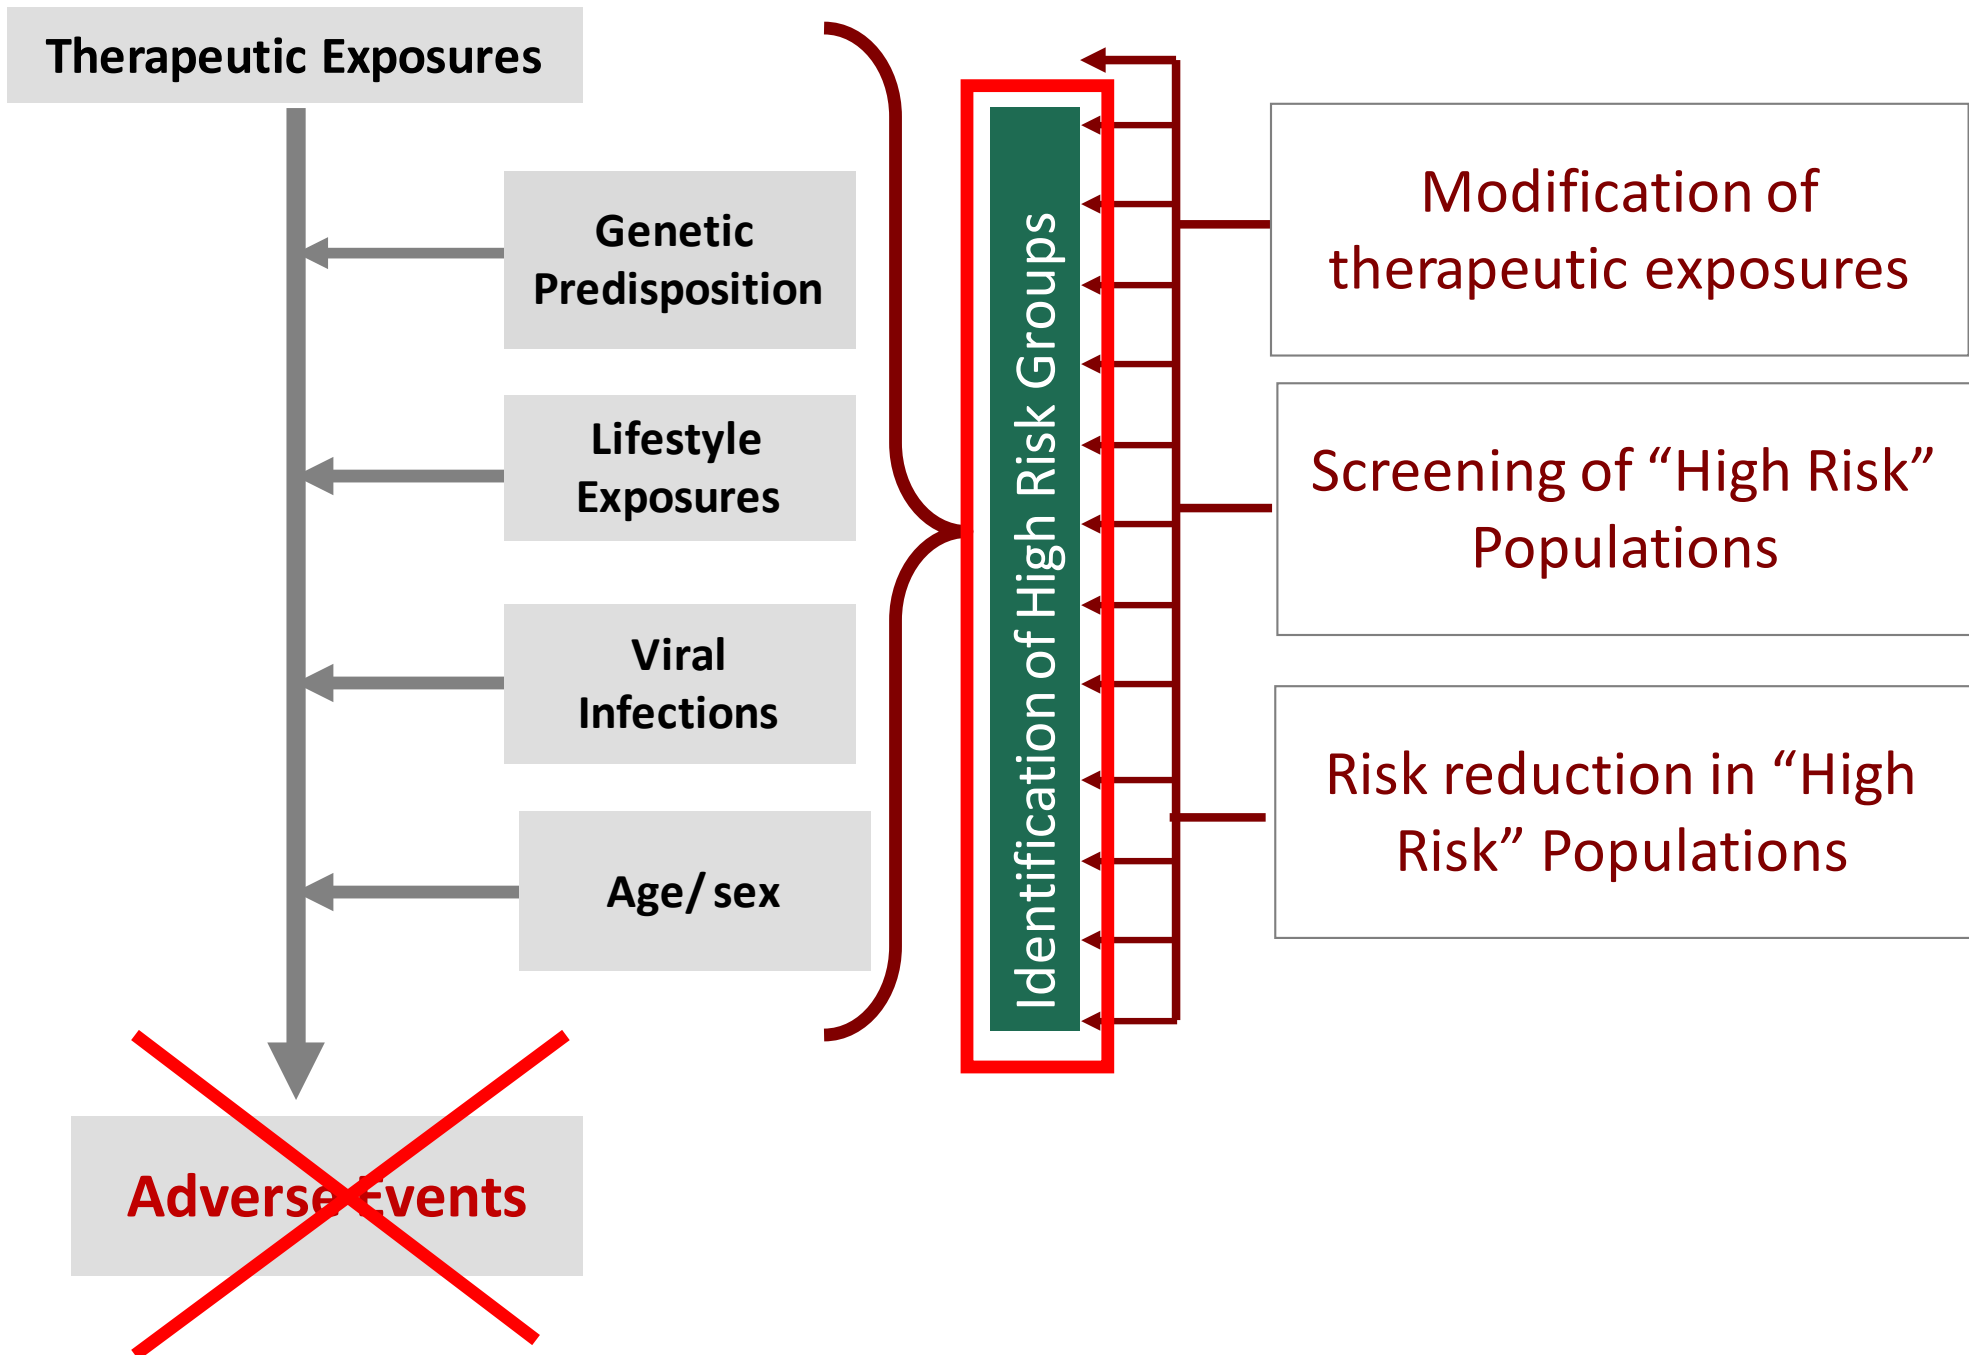 Therapeutic Exposures
Genetic
Predisposition
Lifestyle
Exposures
Viral
Infections
Age/ sex
Adverse Events
Identification of High Risk Groups
Modification of
therapeutic exposures
Screening of “High Risk”
Populations
Risk reduction in “High
Risk” Populations